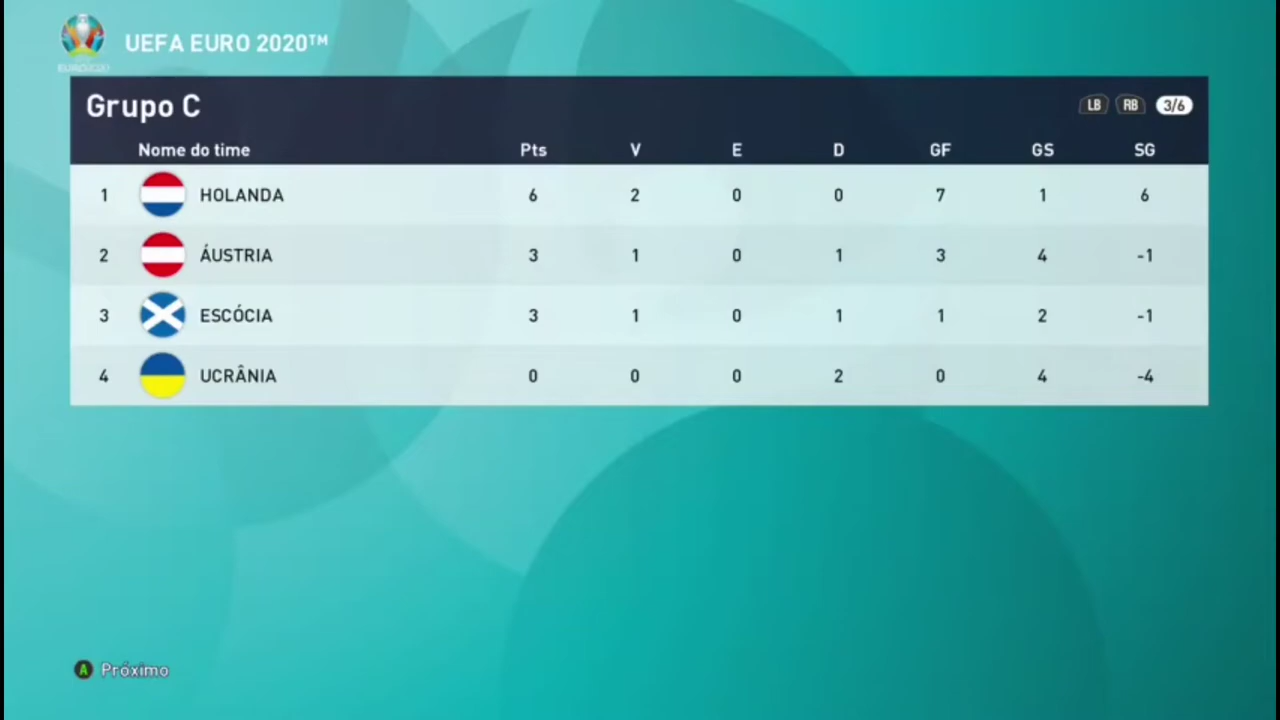 UEFA EURO 2020™
EURO2020
Grupo C LB RB 3/6
Nome do time Pts V E D GF GS SG
1 HOLANDA 6 2 0 0 7 1 6
2 ÁUSTRIA 3 1 0 1 3 4 -1
3 ESCÓCIA 3 1 0 1 1 2 -1
4 UCRÂNIA 0 0 0 2 0 4 -4
A Próximo